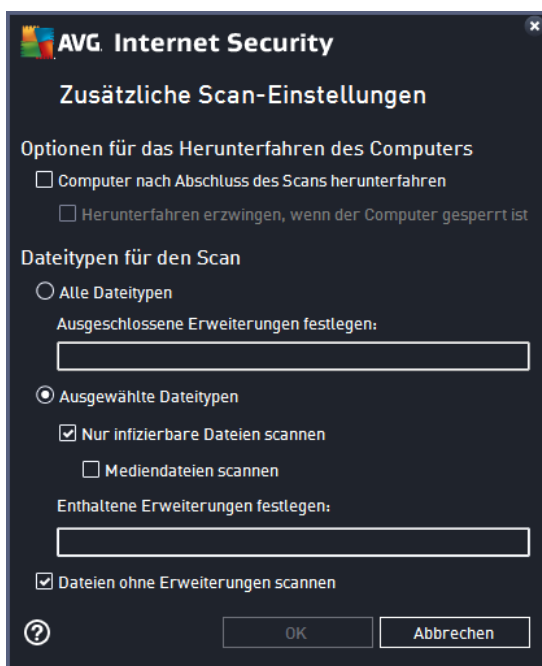 AVG. Internet Security
Zusätzliche Scan-Einstellungen
Optionen für das Herunterfahren des Computers
Computer nach Abschluss des Scans herunterfahren
Herunterfahren erzwingen, wenn der Computer gesperrt ist
Dateitypen für den Scan
Alle Dateitypen
Ausgeschlossene Erweiterungen festlegen:
Ausgewählte Dateitypen
Nur infizierbare Dateien scannen
Mediendateien scannen
Enthaltene Erweiterungen festlegen:
Dateien ohne Erweiterungen scannen
? OK Abbrechen